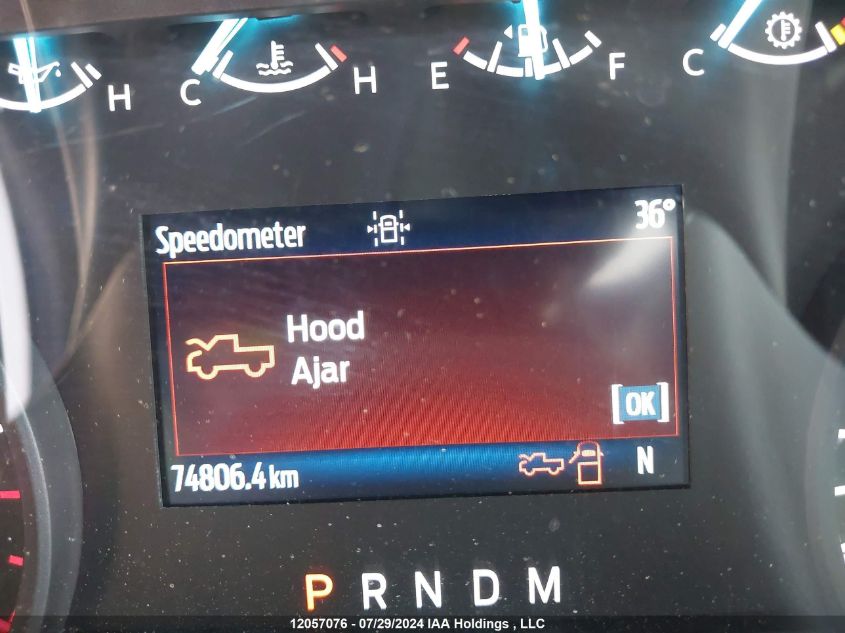 H C H E F C
Speedometer 36°
Hood
Ajar
[OK]
74806.4 km N
P R N D M
12057076 - 07/29/2024 IAA Holdings , LLC